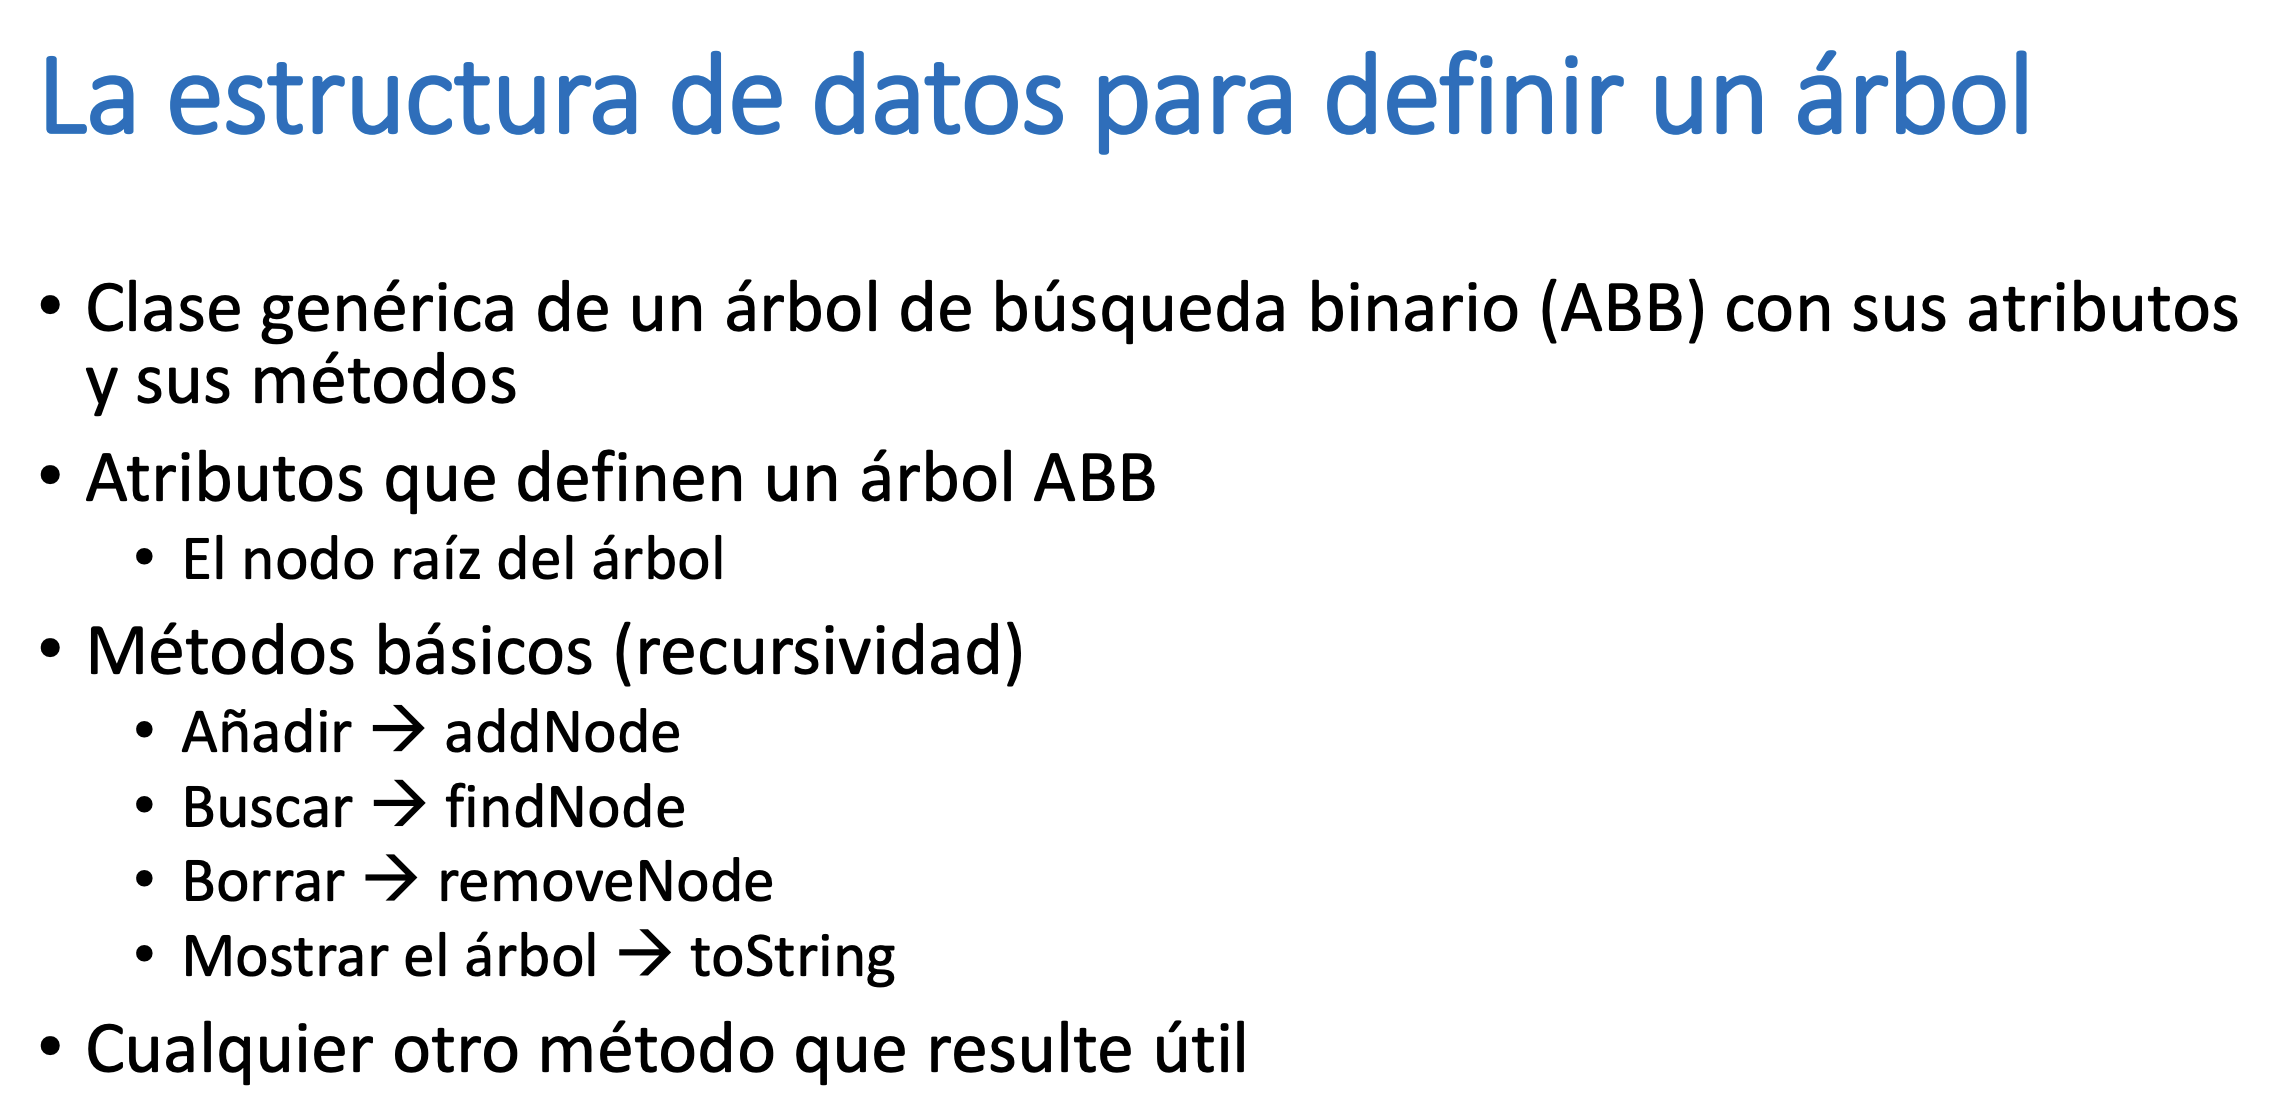 La estructura de datos para definir un árbol
• Clase genérica de un árbol de búsqueda binario (ABB) con sus atributos
y sus métodos
• Atributos que definen un árbol ABB
• El nodo raíz del árbol
• Métodos básicos (recursividad)
• Añadir → addNode
• Buscar → findNode
• Borrar → removeNode
• Mostrar el árbol → toString
• Cualquier otro método que resulte útil